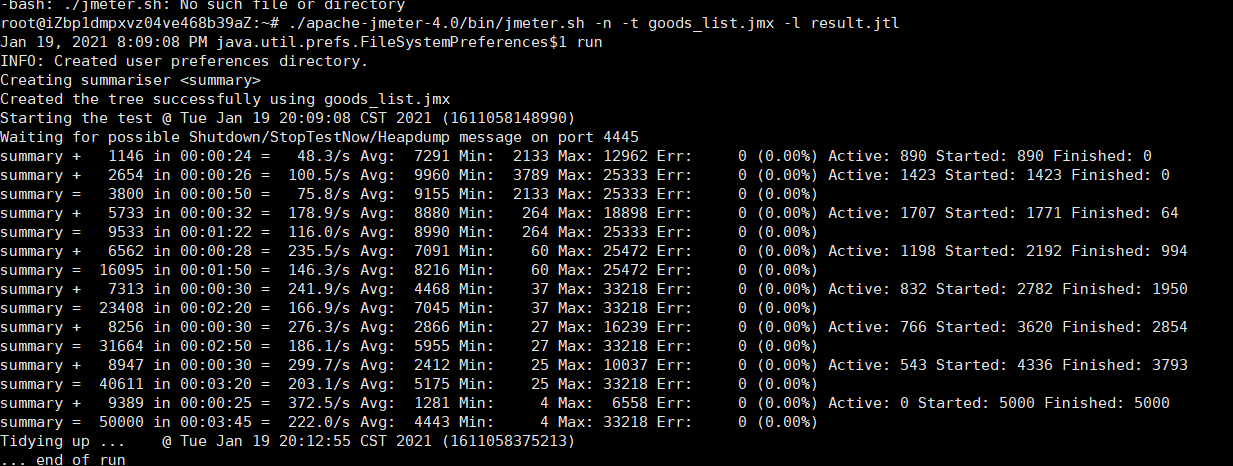 -bash: ./jmeter.sh: No such file or directory
root@iZbp1dmpxvz04ve468b39aZ:~# ./apache-jmeter-4.0/bin/jmeter.sh -n -t goods_list.jmx -l result.jtl
Jan 19, 2021 8:09:08 PM java.util.prefs.FileSystemPreferences$1 run
INFO: Created user preferences directory.
Creating summariser <summary>
Created the tree successfully using goods_list.jmx
Starting the test @ Tue Jan 19 20:09:08 CST 2021 (1611058148990)
Waiting for possible Shutdown/StopTestNow/Heapdump message on port 4445
summary +   1146 in 00:00:24 =   48.3/s Avg:  7291 Min:  2133 Max: 12962 Err:     0 (0.00%) Active: 890 Started: 890 Finished: 0
summary +   2654 in 00:00:26 =  100.5/s Avg:  9960 Min:  3789 Max: 25333 Err:     0 (0.00%) Active: 1423 Started: 1423 Finished: 0
summary =   3800 in 00:00:50 =   75.8/s Avg:  9155 Min:  2133 Max: 25333 Err:     0 (0.00%)
summary +   5733 in 00:00:32 =  178.9/s Avg:  8880 Min:   264 Max: 18898 Err:     0 (0.00%) Active: 1707 Started: 1771 Finished: 64
summary =   9533 in 00:01:22 =  116.0/s Avg:  8990 Min:   264 Max: 25333 Err:     0 (0.00%)
summary +   6562 in 00:00:28 =  235.5/s Avg:  7091 Min:    60 Max: 25472 Err:     0 (0.00%) Active: 1198 Started: 2192 Finished: 994
summary =  16095 in 00:01:50 =  146.3/s Avg:  8216 Min:    60 Max: 25472 Err:     0 (0.00%)
summary +   7313 in 00:00:30 =  241.9/s Avg:  4468 Min:    37 Max: 33218 Err:     0 (0.00%) Active: 832 Started: 2782 Finished: 1950
summary =  23408 in 00:02:20 =  166.9/s Avg:  7045 Min:    37 Max: 33218 Err:     0 (0.00%)
summary +   8256 in 00:00:30 =  276.3/s Avg:  2866 Min:    27 Max: 16239 Err:     0 (0.00%) Active: 766 Started: 3620 Finished: 2854
summary =  31664 in 00:02:50 =  186.1/s Avg:  5955 Min:    27 Max: 33218 Err:     0 (0.00%)
summary +   8947 in 00:00:30 =  299.7/s Avg:  2412 Min:    25 Max: 10037 Err:     0 (0.00%) Active: 543 Started: 4336 Finished: 3793
summary =  40611 in 00:03:20 =  203.1/s Avg:  5175 Min:    25 Max: 33218 Err:     0 (0.00%)
summary +   9389 in 00:00:25 =  372.5/s Avg:  1281 Min:     4 Max:  6558 Err:     0 (0.00%) Active: 0 Started: 5000 Finished: 5000
summary =  50000 in 00:03:45 =  222.0/s Avg:  4443 Min:     4 Max: 33218 Err:     0 (0.00%)
Tidying up ...    @ Tue Jan 19 20:12:55 CST 2021 (1611058375213)
... end of run